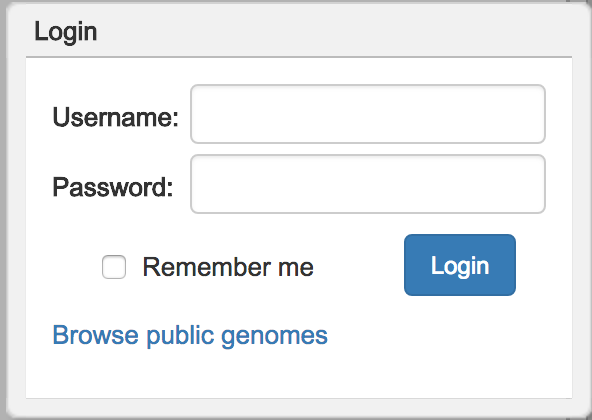 Login
Username:
Password:
Remember me
Login
Browse public genomes